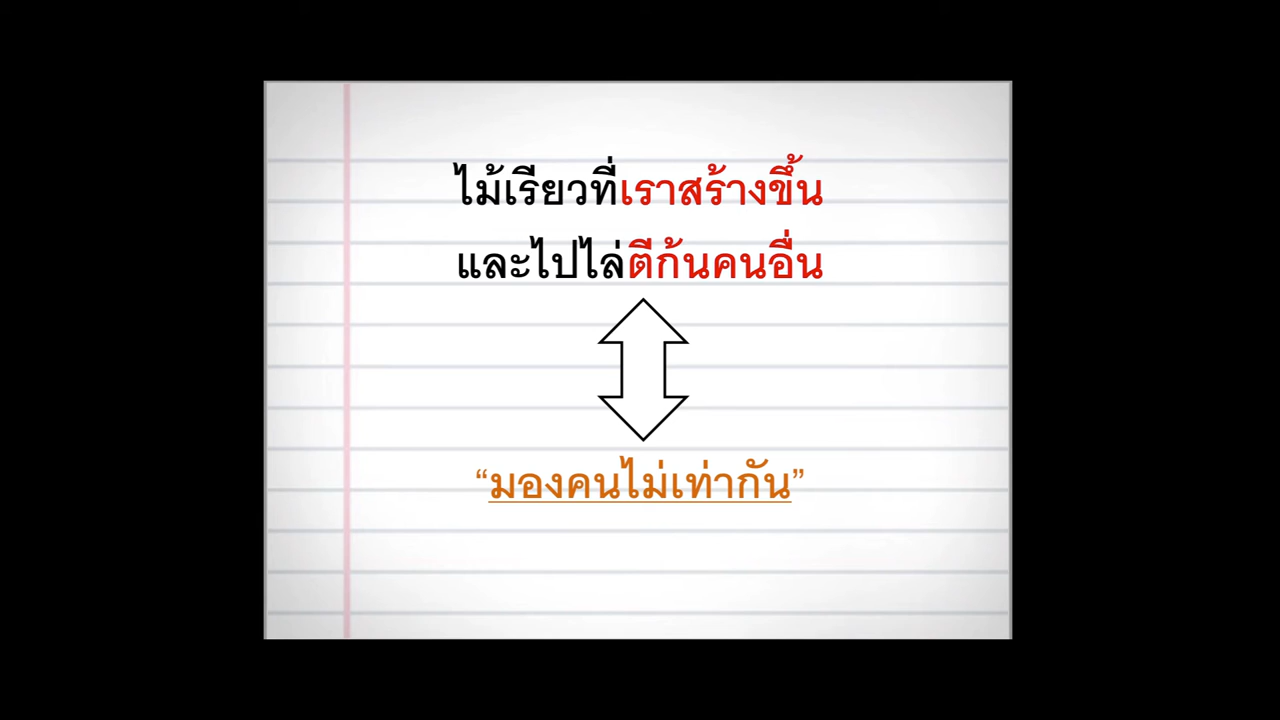 ไม้เรียวที่เราสร้างขึ้น
และไปไล่ตีก้นคนอื่น
“มองคนไม่เท่ากัน”